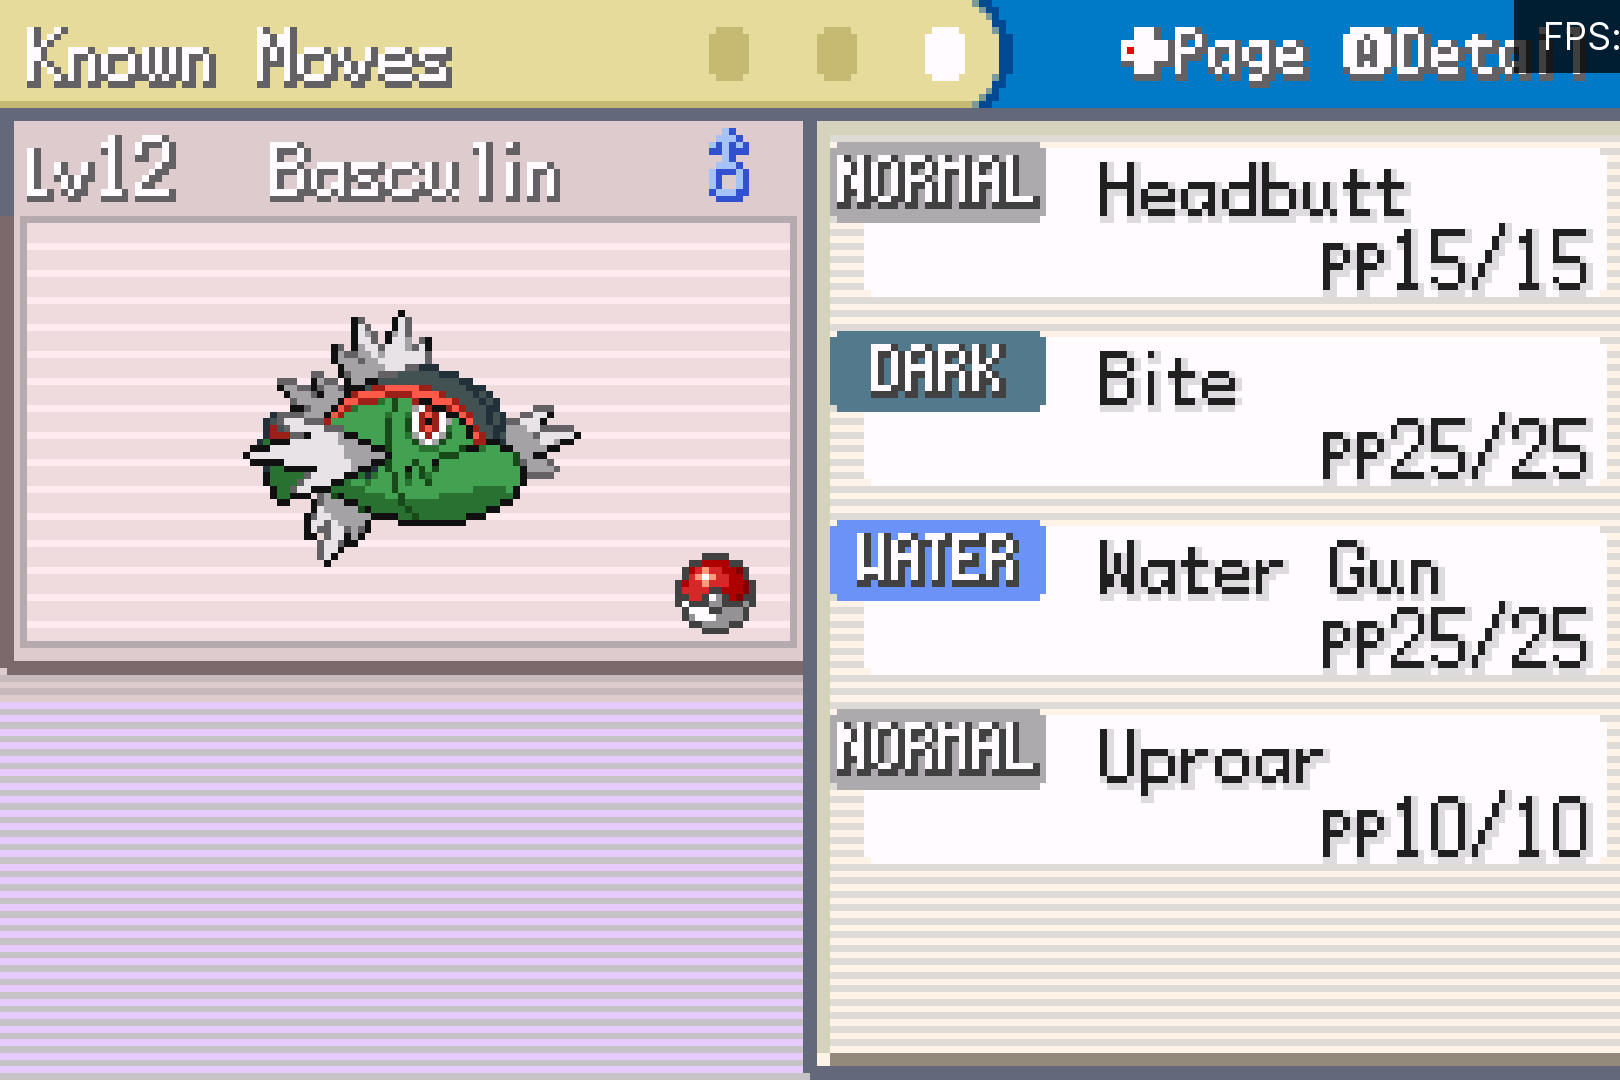 Known Moves
Page ADetail
FPS:
Lv12 Basculin ♂
NORMAL Headbutt
PP15/15
DARK Bite
PP25/25
WATER Water Gun
PP25/25
NORMAL Uproar
PP10/10